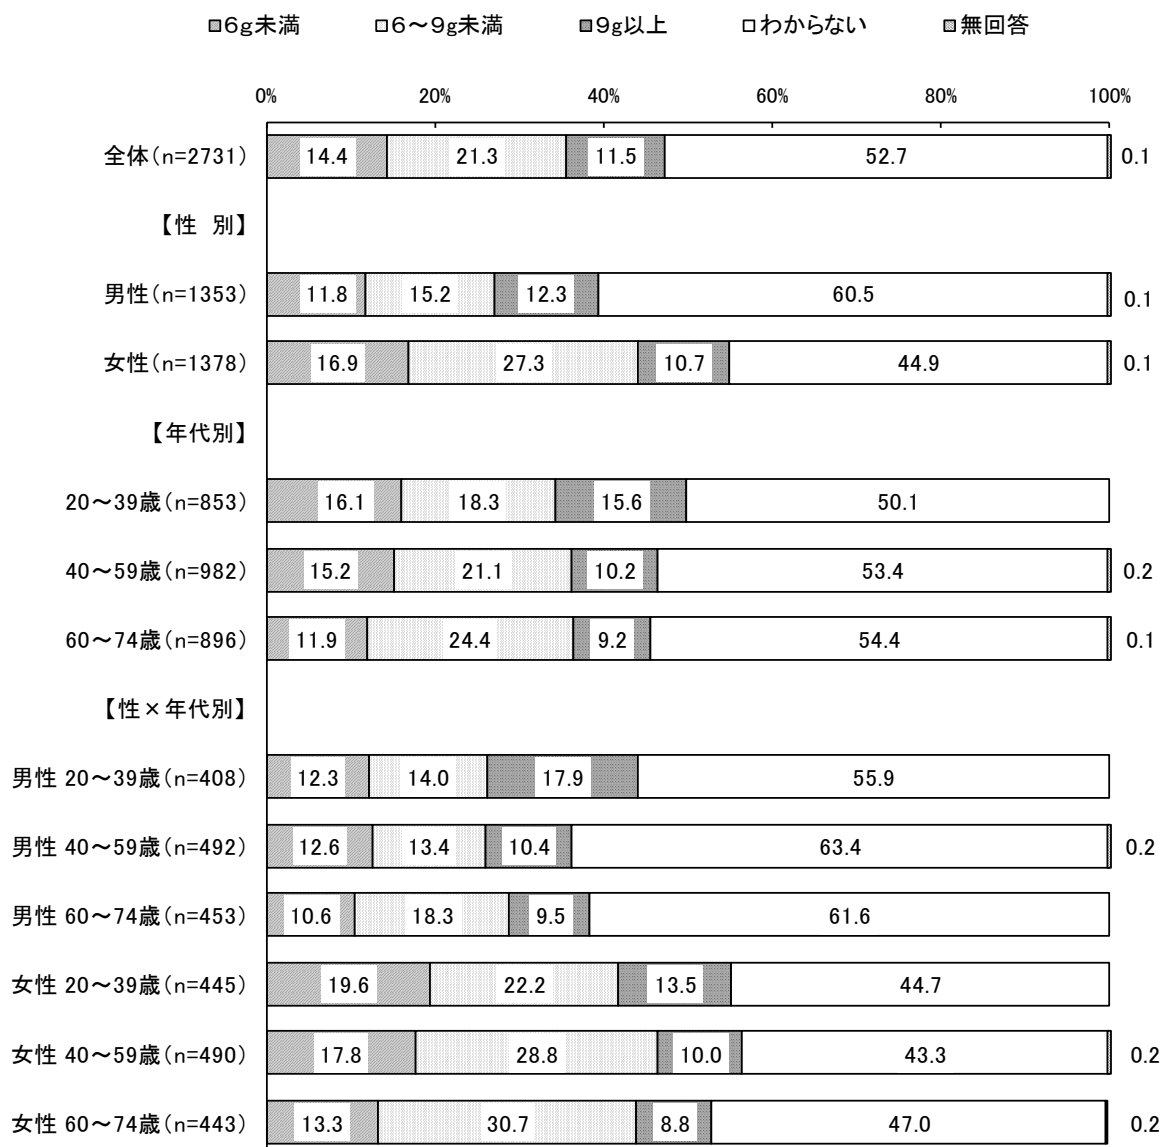 6g未満 6～9g未満 9g以上 わからない 無回答
0% 20% 40% 60% 80% 100%
全体(n=2731) 14.4 21.3 11.5 52.7 0.1
【性 別】
男性(n=1353) 11.8 15.2 12.3 60.5 0.1
女性(n=1378) 16.9 27.3 10.7 44.9 0.1
【年代別】
20～39歳(n=853) 16.1 18.3 15.6 50.1
40～59歳(n=982) 15.2 21.1 10.2 53.4 0.2
60～74歳(n=896) 11.9 24.4 9.2 54.4 0.1
【性×年代別】
男性 20～39歳(n=408) 12.3 14.0 17.9 55.9
男性 40～59歳(n=492) 12.6 13.4 10.4 63.4 0.2
男性 60～74歳(n=453) 10.6 18.3 9.5 61.6
女性 20～39歳(n=445) 19.6 22.2 13.5 44.7
女性 40～59歳(n=490) 17.8 28.8 10.0 43.3 0.2
女性 60～74歳(n=443) 13.3 30.7 8.8 47.0 0.2